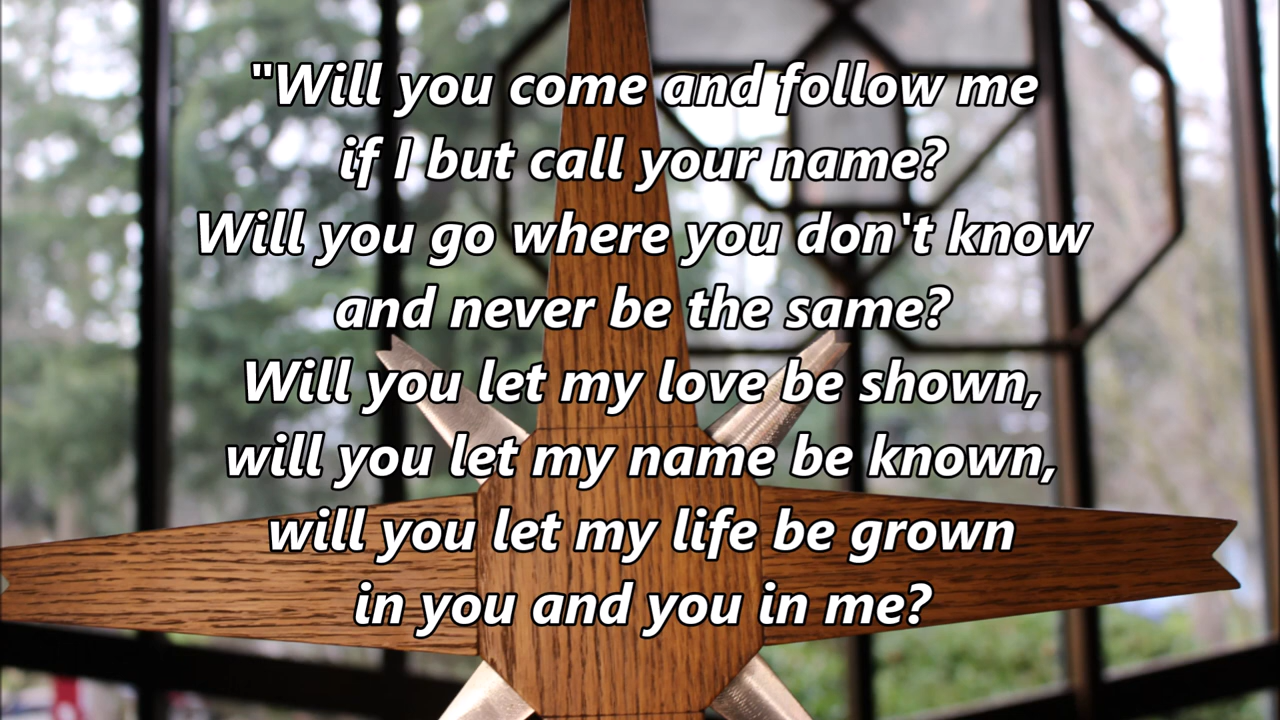 "Will you come and follow me
if I but call your name?
Will you go where you don't know
and never be the same?
Will you let my love be shown,
will you let my name be known,
will you let my life be grown
in you and you in me?